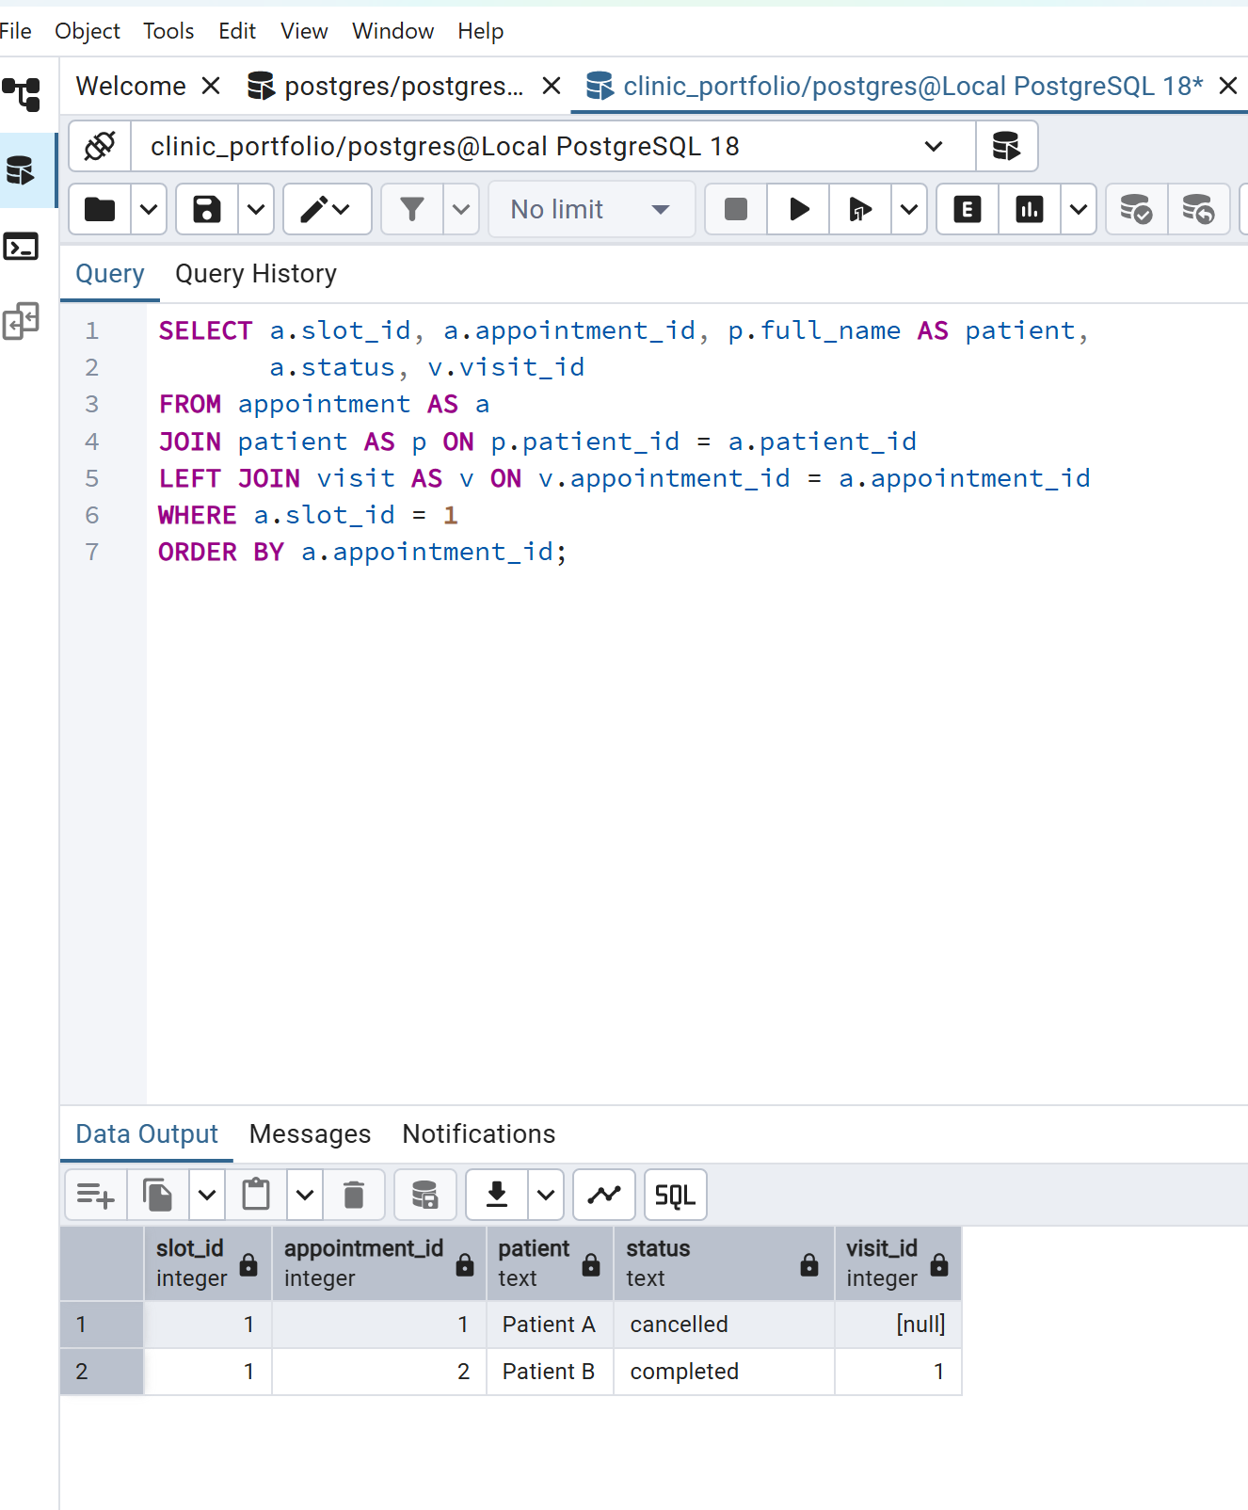 File Object Tools Edit View Window Help
Welcome postgres/postgres... clinic_portfolio/postgres@Local PostgreSQL 18*
clinic_portfolio/postgres@Local PostgreSQL 18
No limit E
Query Query History
1 SELECT a.slot_id, a.appointment_id, p.full_name AS patient,
2 a.status, v.visit_id
3 FROM appointment AS a
4 JOIN patient AS p ON p.patient_id = a.patient_id
5 LEFT JOIN visit AS v ON v.appointment_id = a.appointment_id
6 WHERE a.slot_id = 1
7 ORDER BY a.appointment_id;
Data Output Messages Notifications
SQL
slot_id appointment_id patient status visit_id
integer integer text text integer
1 1 1 Patient A cancelled [null]
2 1 2 Patient B completed 1